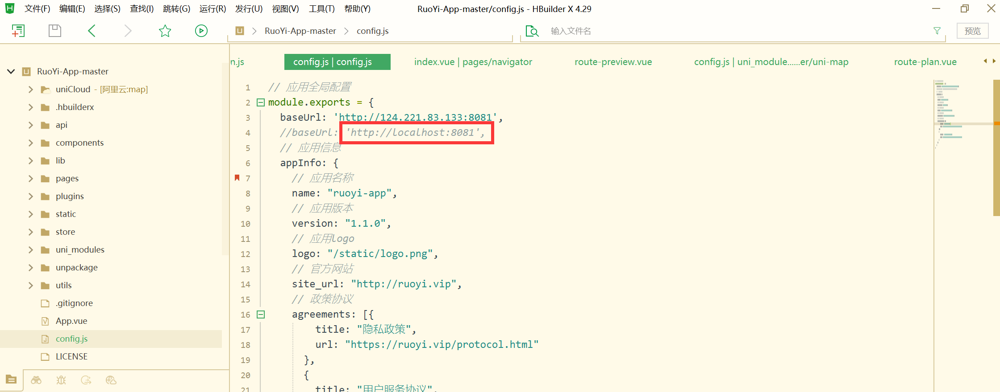 文件(F) 编辑(E) 选择(S) 查找(I) 跳转(G) 运行(R) 发行(U) 视图(V) 工具(T) 帮助(Y)
RuoYi-App-master/config.js - HBuilder X 4.29
RuoYi-App-master config.js
输入文件名
预览
n.js
config.js | config.js
index.vue | pages/navigator
route-preview.vue
config.js | uni_module......er/uni-map
route-plan.vue
RuoYi-App-master
uniCloud - [阿里云:map]
.hbuilderx
api
components
lib
pages
plugins
static
store
uni_modules
unpackage
utils
.gitignore
App.vue
config.js
LICENSE
1 // 应用全局配置
2 module.exports = {
3 baseUrl: 'http://124.221.83.133:8081',
4 //baseUrl: 'http://localhost:8081',
5 // 应用信息
6 appInfo: {
7 // 应用名称
8 name: "ruoyi-app",
9 // 应用版本
10 version: "1.1.0",
11 // 应用logo
12 logo: "/static/logo.png",
13 // 官方网站
14 site_url: "http://ruoyi.vip",
15 // 政策协议
16 agreements: [{
17 title: "隐私政策",
18 url: "https://ruoyi.vip/protocol.html"
19 },
20 {
21 title: "用户服务协议",